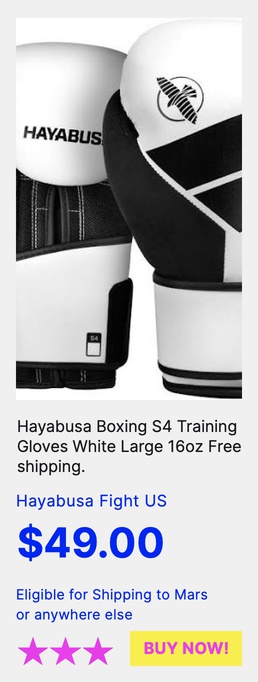 HAYABUS
S4
Hayabusa Boxing S4 Training
Gloves White Large 16oz Free
shipping.
Hayabusa Fight US
$49.00
Eligible for Shipping to Mars
or anywhere else
BUY NOW!